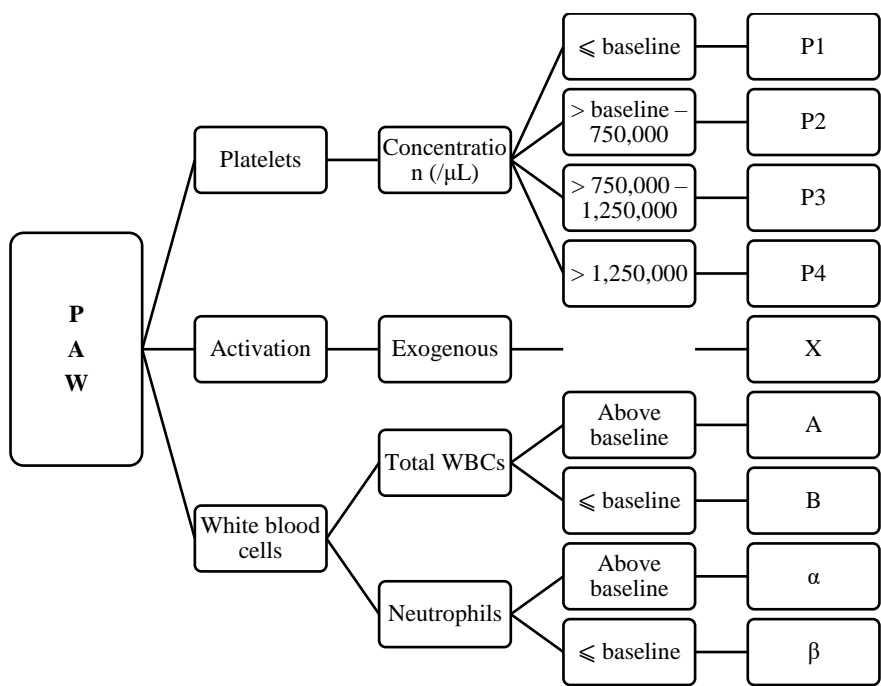 P
A
W
Platelets
Concentratio
n (/μL)
⩽ baseline
P1
> baseline –
750,000
P2
> 750,000 –
1,250,000
P3
> 1,250,000
P4
Activation
Exogenous
X
White blood
cells
Total WBCs
Above
baseline
A
⩽ baseline
B
Neutrophils
Above
baseline
α
⩽ baseline
β